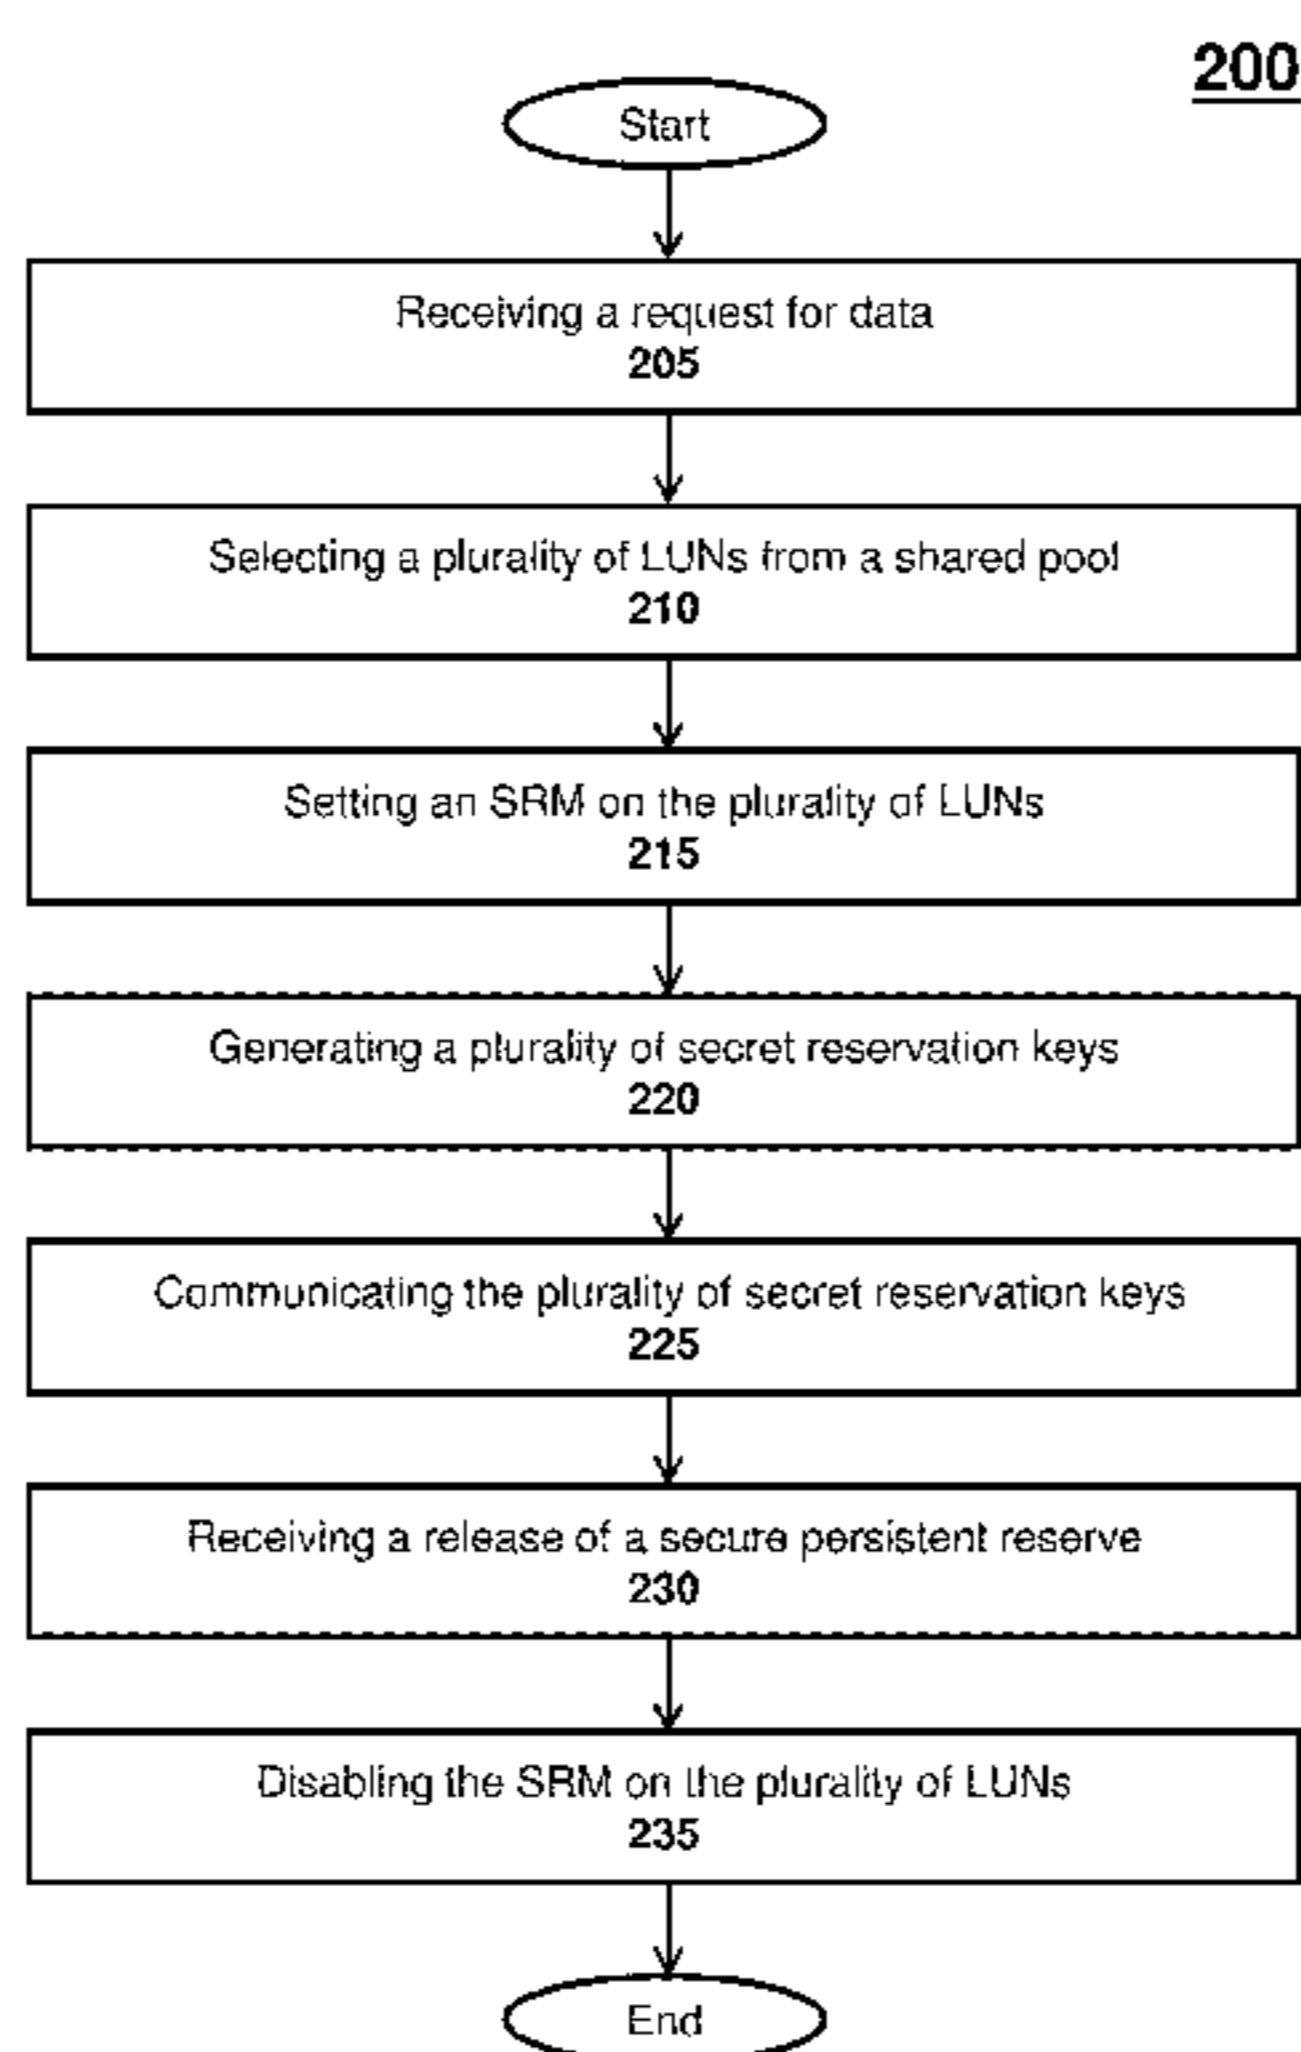 200
Start
Receiving a request for data
205
Selecting a plurality of LUNs from a shared pool
210
Setting an SRM on the plurality of LUNs
215
Generating a plurality of secret reservation keys
220
Communicating the plurality of secret reservation keys
225
Receiving a release of a secure persistent reserve
230
Disabling the SRM on the plurality of LUNs
235
End